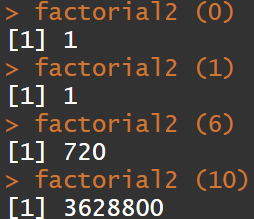 > factorial2 (0)
[1] 1
> factorial2 (1)
[1] 1
> factorial2 (6)
[1] 720
> factorial2 (10)
[1] 3628800